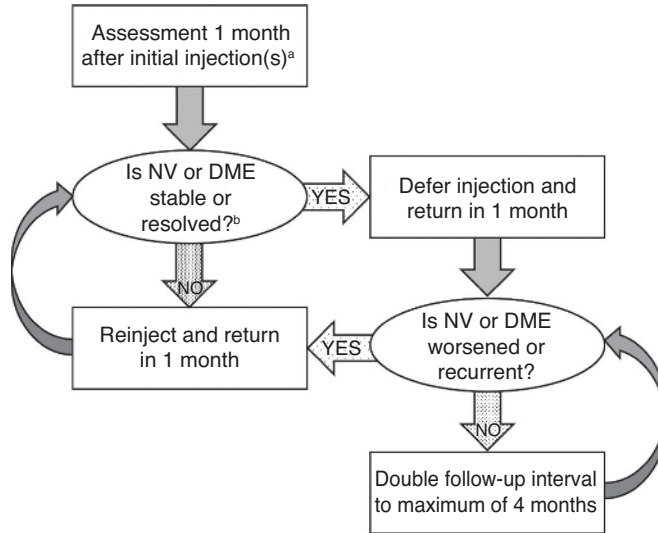 Assessment 1 month
after initial injection(s)ᵃ
Is NV or DME
stable or
resolved?ᵇ
YES
Defer injection and
return in 1 month
NO
Reinject and return
in 1 month
YES
Is NV or DME
worsened or
recurrent?
NO
Double follow-up interval
to maximum of 4 months